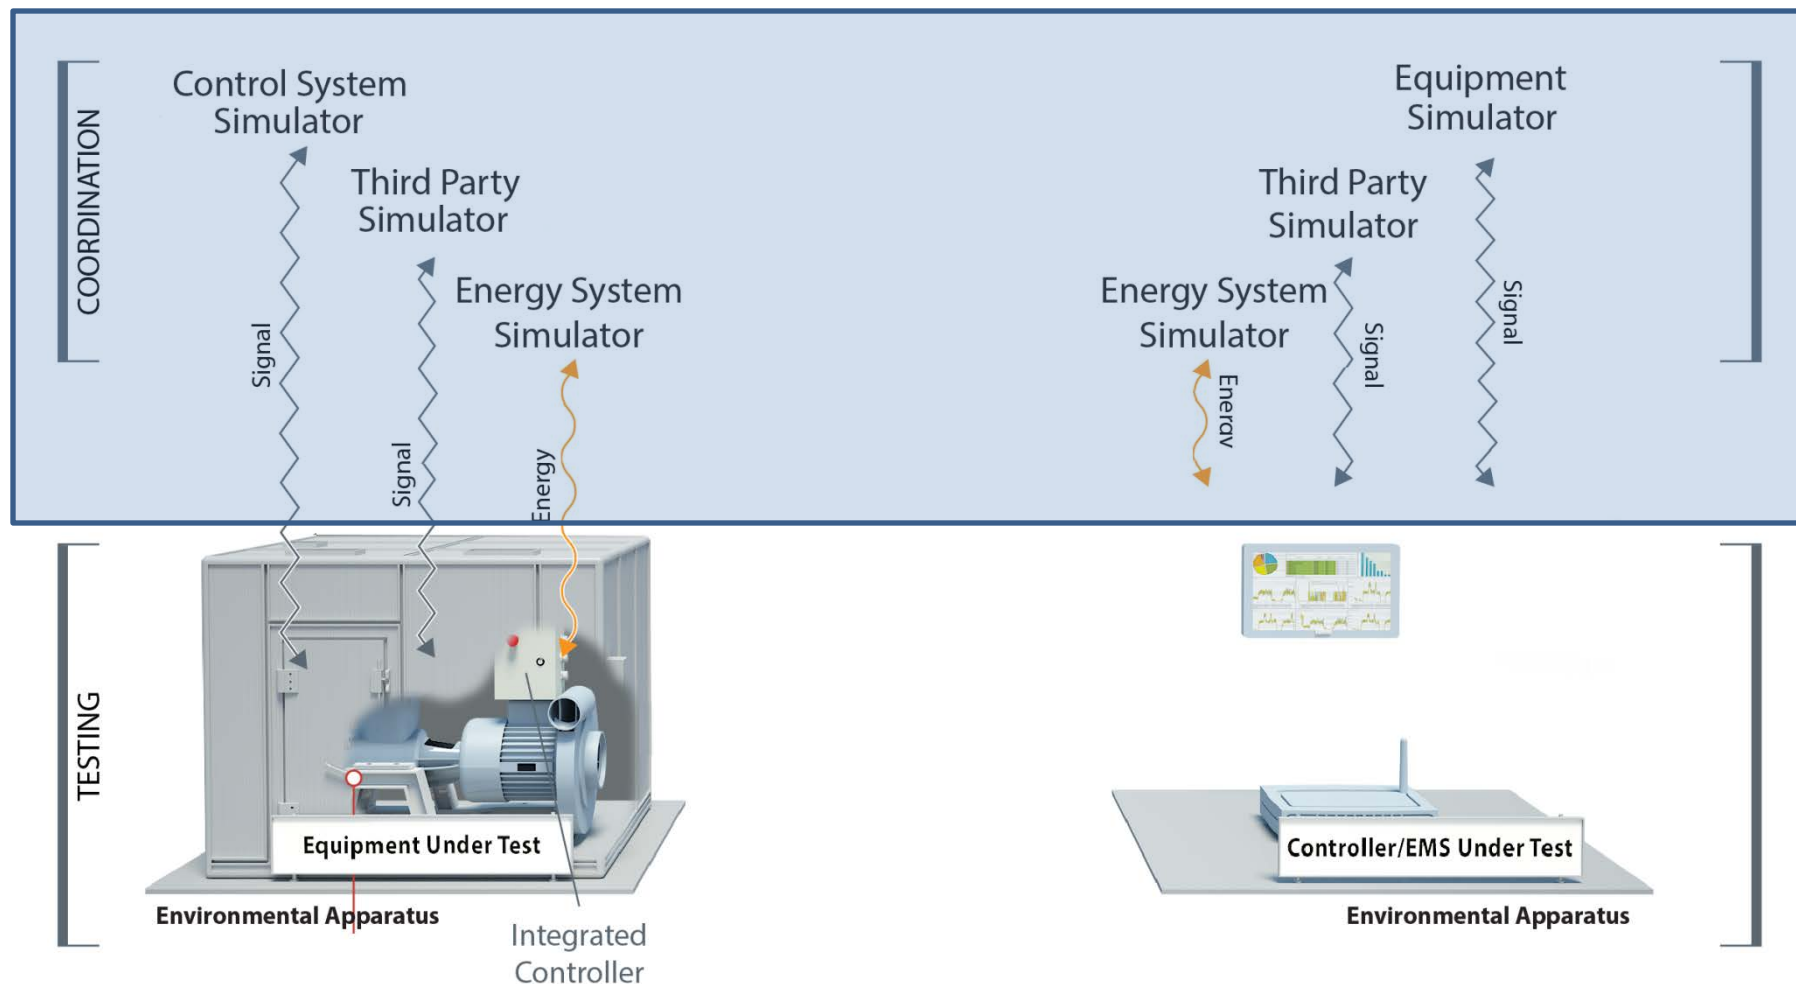 COORDINATION
Control System
Simulator
Third Party
Simulator
Energy System
Simulator
Signal
Signal
Energy
Equipment
Simulator
Third Party
Simulator
Energy System
Simulator
Energy
Signal
Signal
TESTING
Equipment Under Test
Environmental Apparatus
Integrated
Controller
Controller/EMS Under Test
Environmental Apparatus